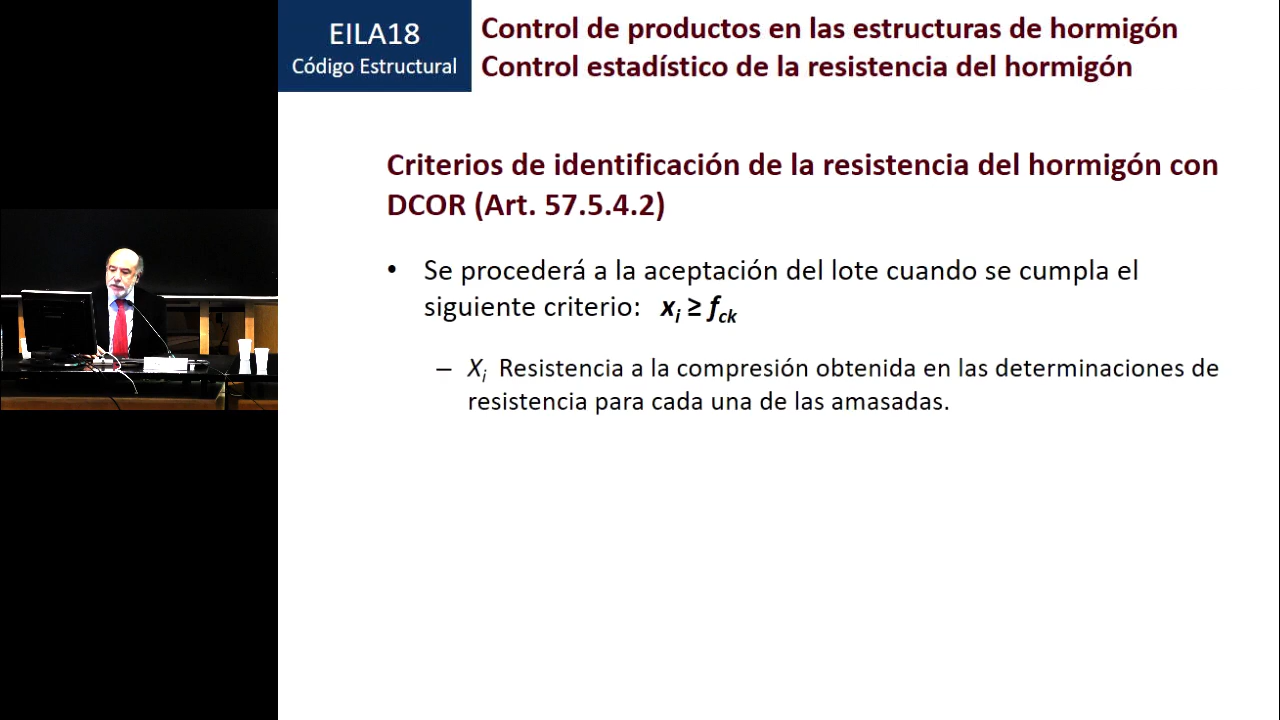 EILA18
Código Estructural
Control de productos en las estructuras de hormigón
Control estadístico de la resistencia del hormigón
Criterios de identificación de la resistencia del hormigón con
DCOR (Art. 57.5.4.2)
• Se procederá a la aceptación del lote cuando se cumpla el
siguiente criterio: xi ≥ fck
– Xi Resistencia a la compresión obtenida en las determinaciones de
resistencia para cada una de las amasadas.